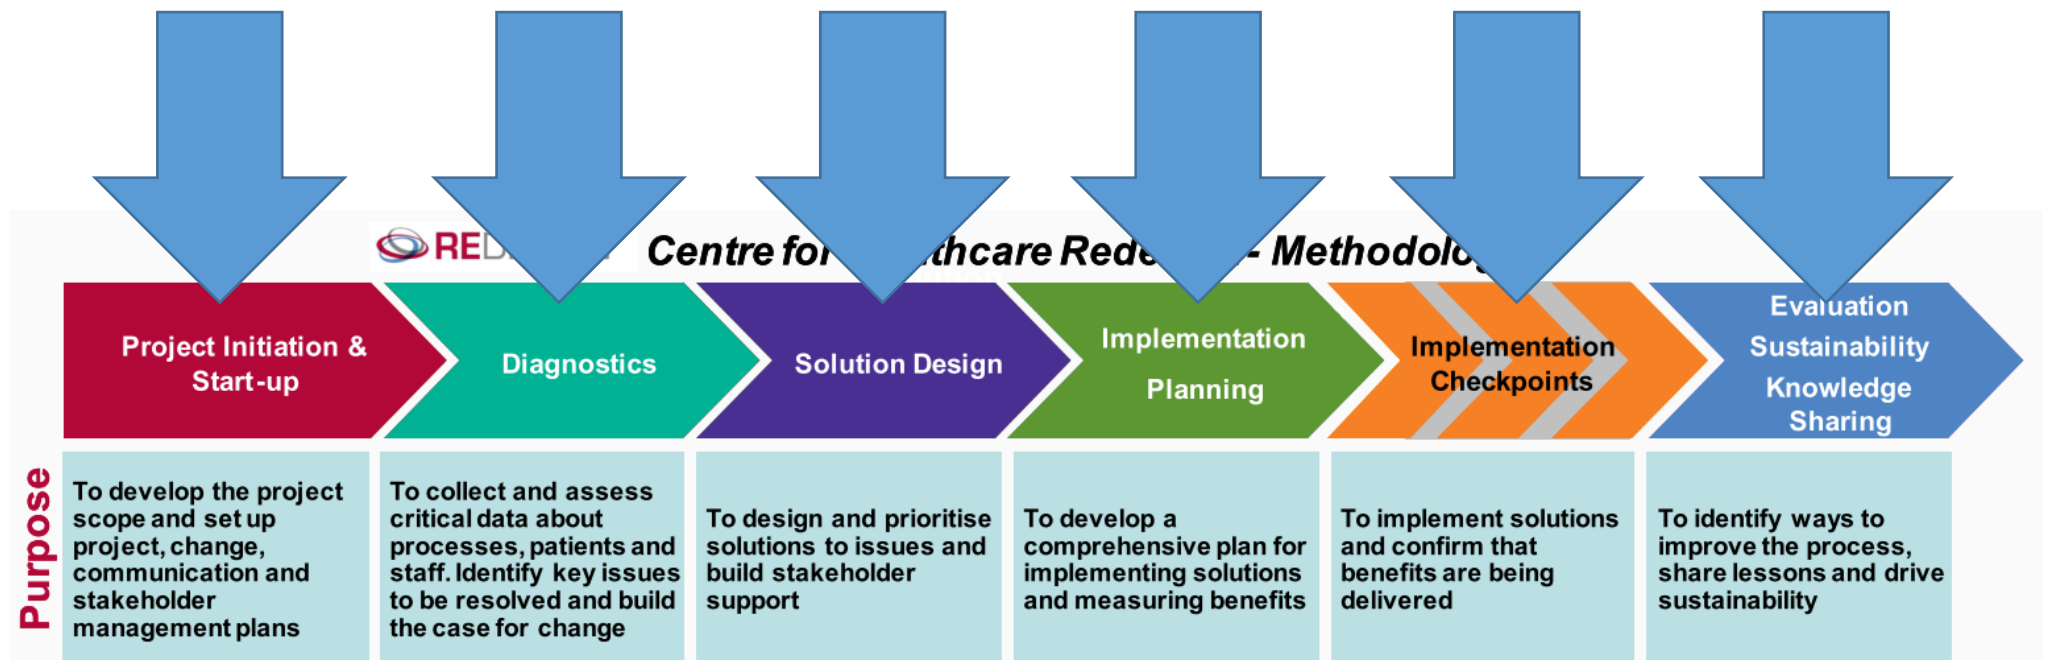 RED
Centre for Healthcare Redesign - Methodology
Project Initiation &
Start-up
Diagnostics
Solution Design
Implementation
Planning
Implementation
Checkpoints
Evaluation
Sustainability
Knowledge
Sharing
Purpose
To develop the project
scope and set up
project, change,
communication and
stakeholder
management plans
To collect and assess
critical data about
processes, patients and
staff. Identify key issues
to be resolved and build
the case for change
To design and prioritise
solutions to issues and
build stakeholder
support
To develop a
comprehensive plan for
implementing solutions
and measuring benefits
To implement solutions
and confirm that
benefits are being
delivered
To identify ways to
improve the process,
share lessons and drive
sustainability